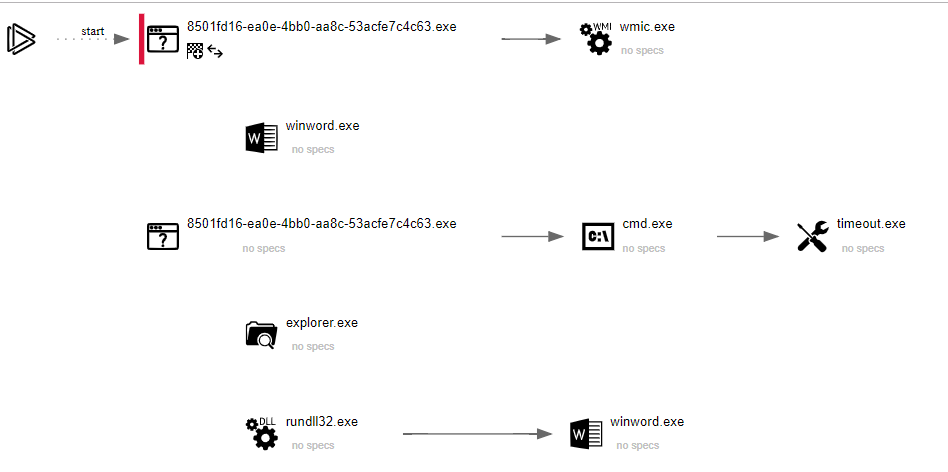 start
8501fd16-ea0e-4bb0-aa8c-53acfe7c4c63.exe
WMI
wmic.exe
?
no specs
W
winword.exe
no specs
8501fd16-ea0e-4bb0-aa8c-53acfe7c4c63.exe
cmd.exe
timeout.exe
?
C:\
no specs
no specs
no specs
explorer.exe
no specs
DLL
rundll32.exe
winword.exe
W
no specs
no specs